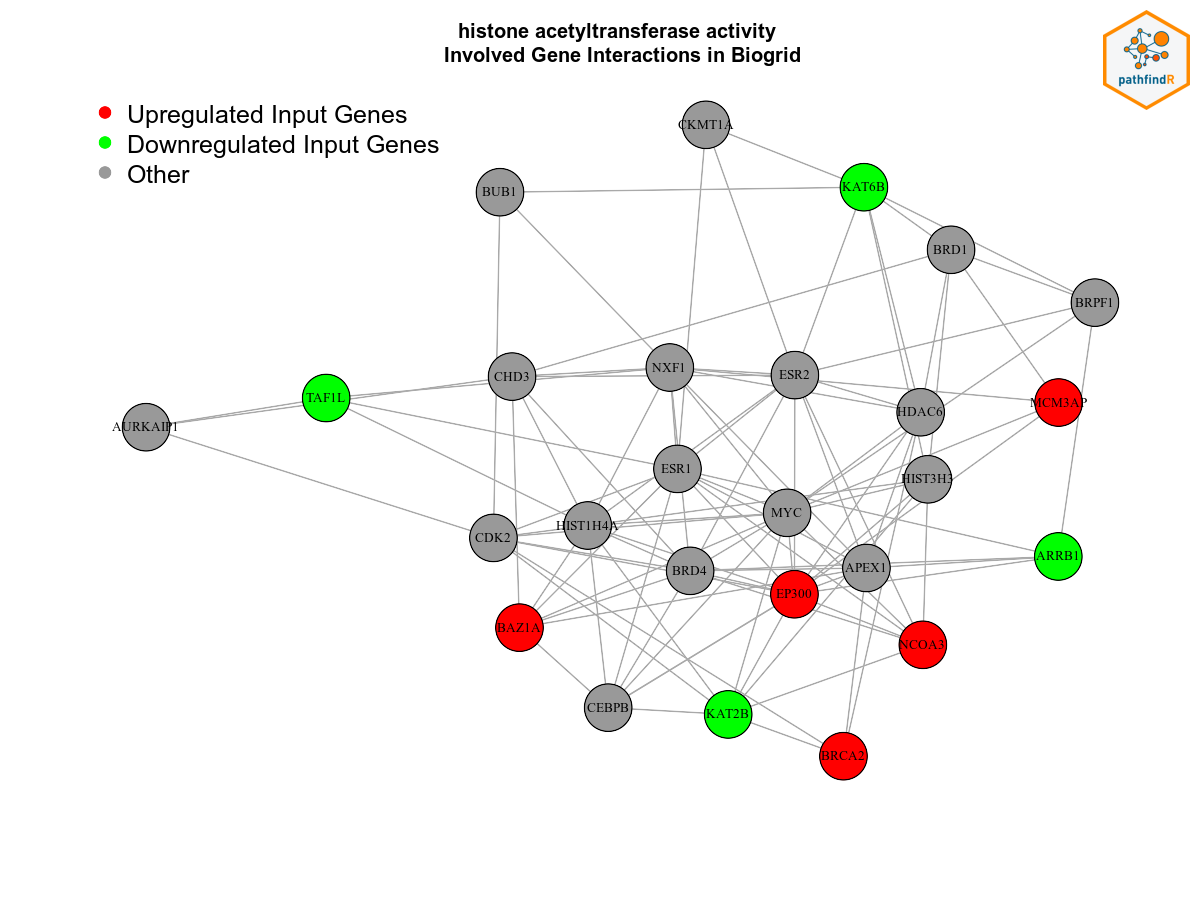 histone acetyltransferase activity
Involved Gene Interactions in Biogrid
pathfindR
Upregulated Input Genes
Downregulated Input Genes
Other
CKMT1A
BUB1
KAT6B
BRD1
BRPF1
CHD3
NXF1
ESR2
TAF1L
HDAC6
MCM3AP
AURKAIP1
ESR1
HIST3H3
MYC
HIST1H4A
CDK2
BRD4
APEX1
ARRB1
EP300
BAZ1A
NCOA3
CEBPB
KAT2B
BRCA2